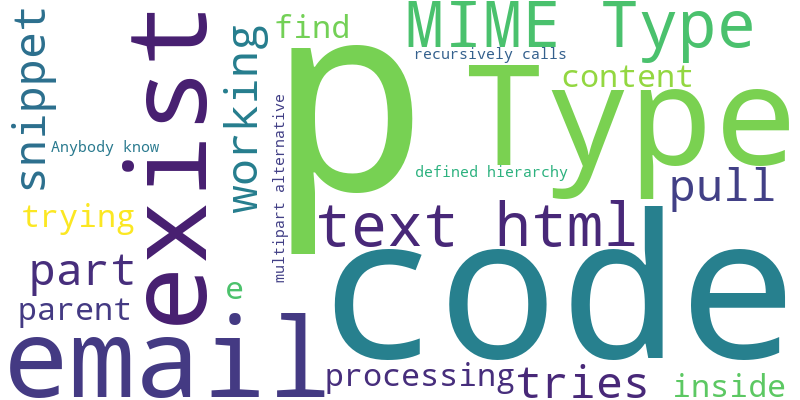 snippet
exist
working
find
p
MIME Type
recursively calls
Type
content
Anybody know
multipart alternative
defined hierarchy
pull
trying
text html
part
e
code
parent
email
processing
tries
inside